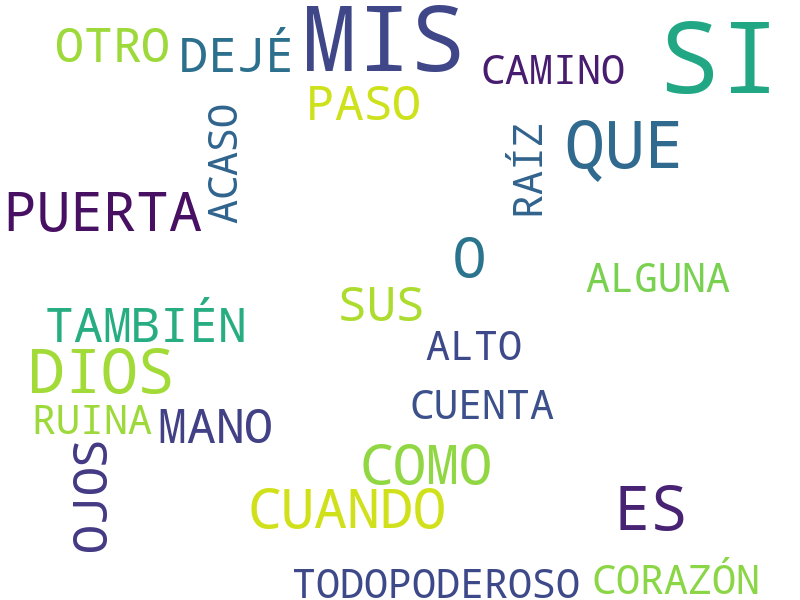 OTRO
DEJÉ
MIS
SI
CAMINO
PASO
ACASO
RAÍZ
QUE
PUERTA
O
ALGUNA
SUS
TAMBIÉN
ALTO
DIOS
CUENTA
RUINA
MANO
OJOS
COMO
CUANDO
ES
TODOPODEROSO
CORAZÓN